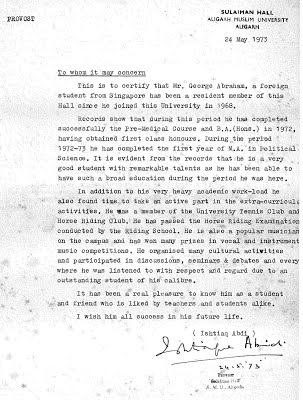 PROVOST
SULAIMAN HALL
ALIGARH MUSLIM UNIVERSITY
ALIGARH
24 May 1973
To whom it may concern
This is to certify that Mr. George Abraham, a foreign
student from Singapore has been a resident member of this
Hall since he joined this University in 1968.
Records show that during this period he has completed
successfully the Pre-Medical Course and B.A.(Hons.) in 1972,
having obtained first class honours. During the period
1972-73 he has completed the first year of M.A. in Political
Science. It is evident from the records that he is a very
good student with remarkable talents as he has been able to
have such a broad education during the period he was here.
In addition to his very heavy academic work-load he
also found time to take an active part in the extra-curricular
activities. He was a member of the University Tennis Club and
Horse Riding Club. He has passed the Horse Riding Examination
conducted by the Riding School. He is also a popular musician
on the campus and has won many prizes in vocal and instrumental
music competitions. He organised many cultural activities
and participated in discussions, seminars & debates and every
where he was listened to with respect and regard due to an
outstanding student of his calibre.
It has been a real pleasure to know him as a student
and friend who is liked by teachers and students alike.
I wish him all success in his future life.
( Ishtiaq Abdi )
Ishtiaq Abidi
24.5.73
Provost
Sulaiman Hall
A. M. U., Aligarh